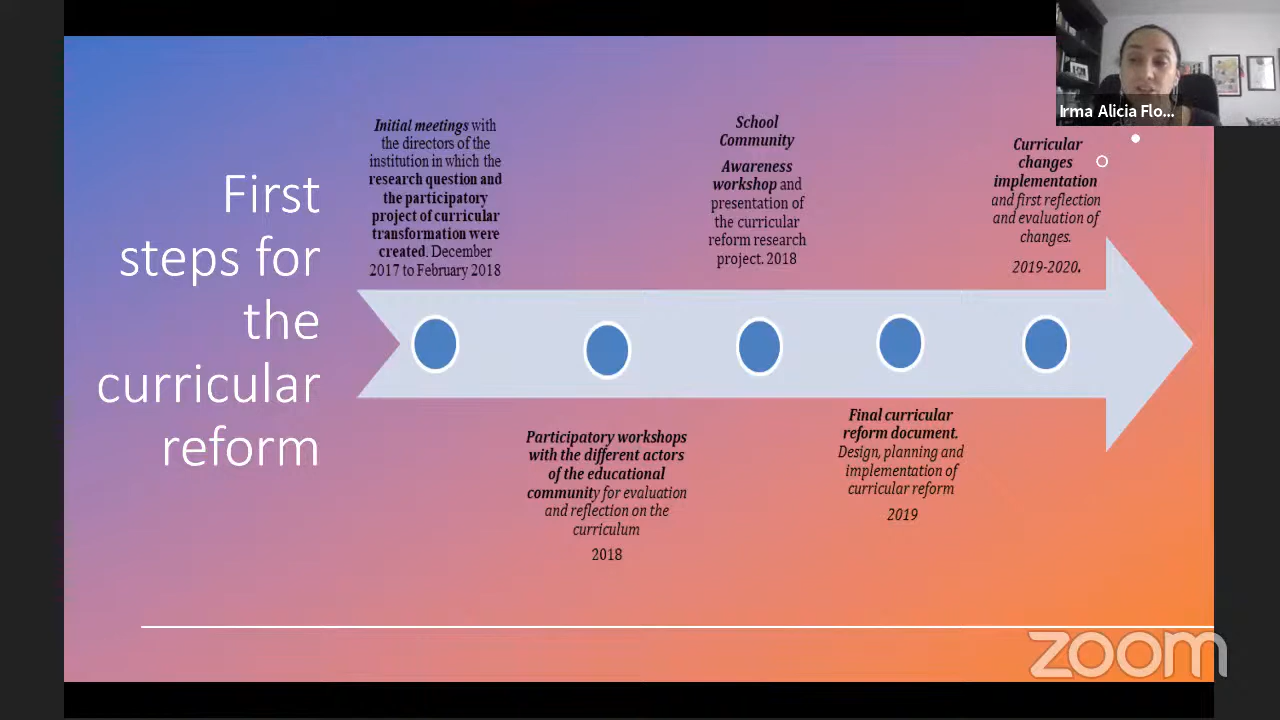 First
steps for
the
curricular
reform
Initial meetings with
the directors of the
institution in which the
research question and
the participatory
project of curricular
transformation were
created. December
2017 to February 2018
Participatory workshops
with the different actors
of the educational
community for evaluation
and reflection on the
curriculum
2018
School
Community
Awareness
workshop and
presentation of
the curricular
reform research
project. 2018
Final curricular
reform document.
Design, planning and
implementation of
curricular reform
2019
Curricular
changes
implementation
and first reflection
and evaluation of
changes.
2019-2020.
Irma Alicia Flo...
zoom